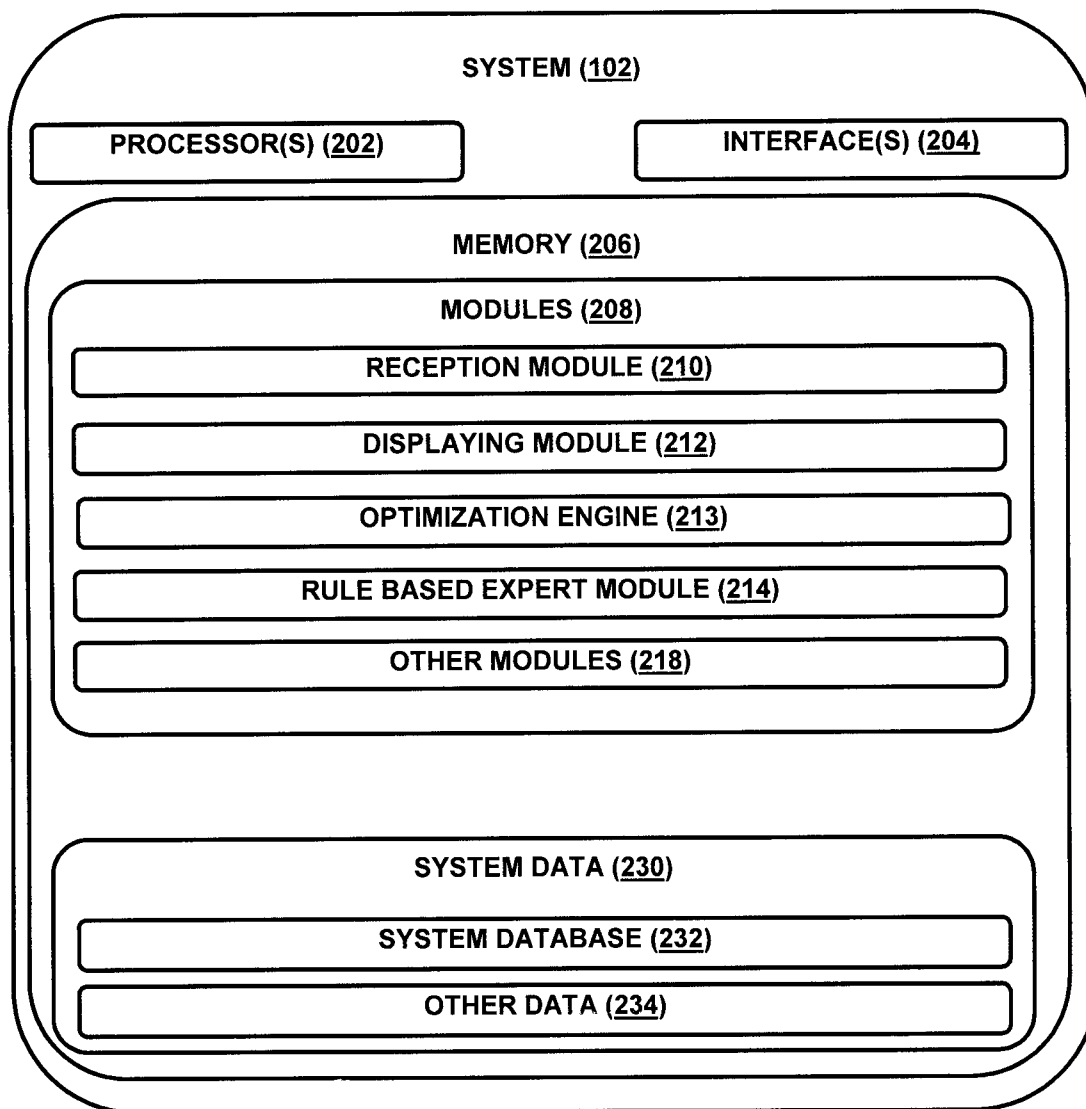 SYSTEM (102)
PROCESSOR(S) (202)
INTERFACE(S) (204)
MEMORY (206)
MODULES (208)
RECEPTION MODULE (210)
DISPLAYING MODULE (212)
OPTIMIZATION ENGINE (213)
RULE BASED EXPERT MODULE (214)
OTHER MODULES (218)
SYSTEM DATA (230)
SYSTEM DATABASE (232)
OTHER DATA (234)